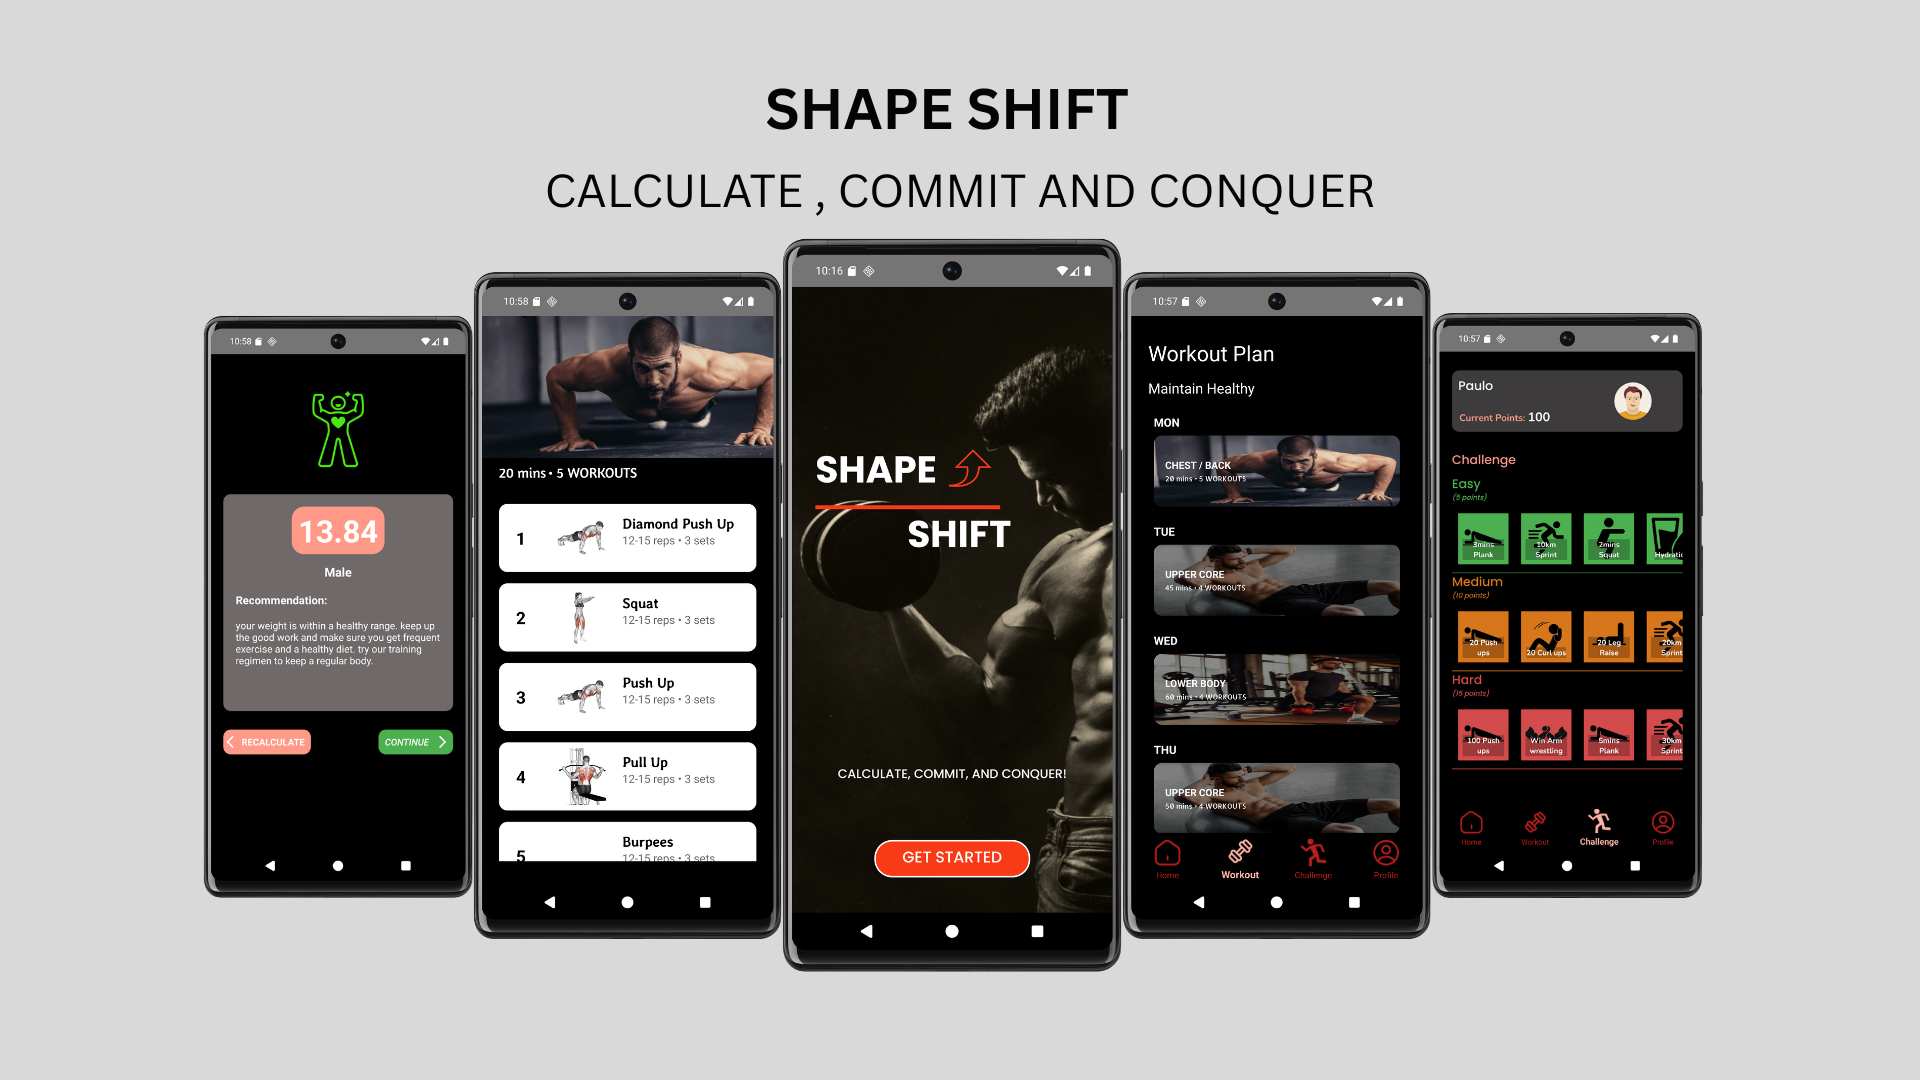 SHAPE SHIFT
CALCULATE , COMMIT AND CONQUER
10:58
13.84
Male
Recommendation:
your weight is within a healthy range. keep up
the good work and make sure you get frequent
exercise and a healthy diet. try our training
regimen to keep a regular body.
RECALCULATE
CONTINUE
10:58
20 mins • 5 WORKOUTS
1
Diamond Push Up
12-15 reps • 3 sets
2
Squat
12-15 reps • 3 sets
3
Push Up
12-15 reps • 3 sets
4
Pull Up
12-15 reps • 3 sets
5
Burpees
12-15 reps • 3 sets
10:16
SHAPE
SHIFT
CALCULATE, COMMIT, AND CONQUER!
GET STARTED
10:57
Workout Plan
Maintain Healthy
MON
CHEST / BACK
20 mins • 5 WORKOUTS
TUE
UPPER CORE
45 mins • 4 WORKOUTS
WED
LOWER BODY
60 mins • 4 WORKOUTS
THU
UPPER CORE
50 mins • 4 WORKOUTS
Home Workout Challenge Profile
10:57
Paulo
Current Points: 100
Challenge
Easy
(5 points)
3mins Plank
10km Sprint
2mins Squat
Hydratic
Medium
(10 points)
20 Push ups
20 Curl ups
20 Leg Raise
20km Sprint
Hard
(15 points)
100 Push ups
Win Arm wrestling
5mins Plank
30km Sprint
Home Workout Challenge Profile